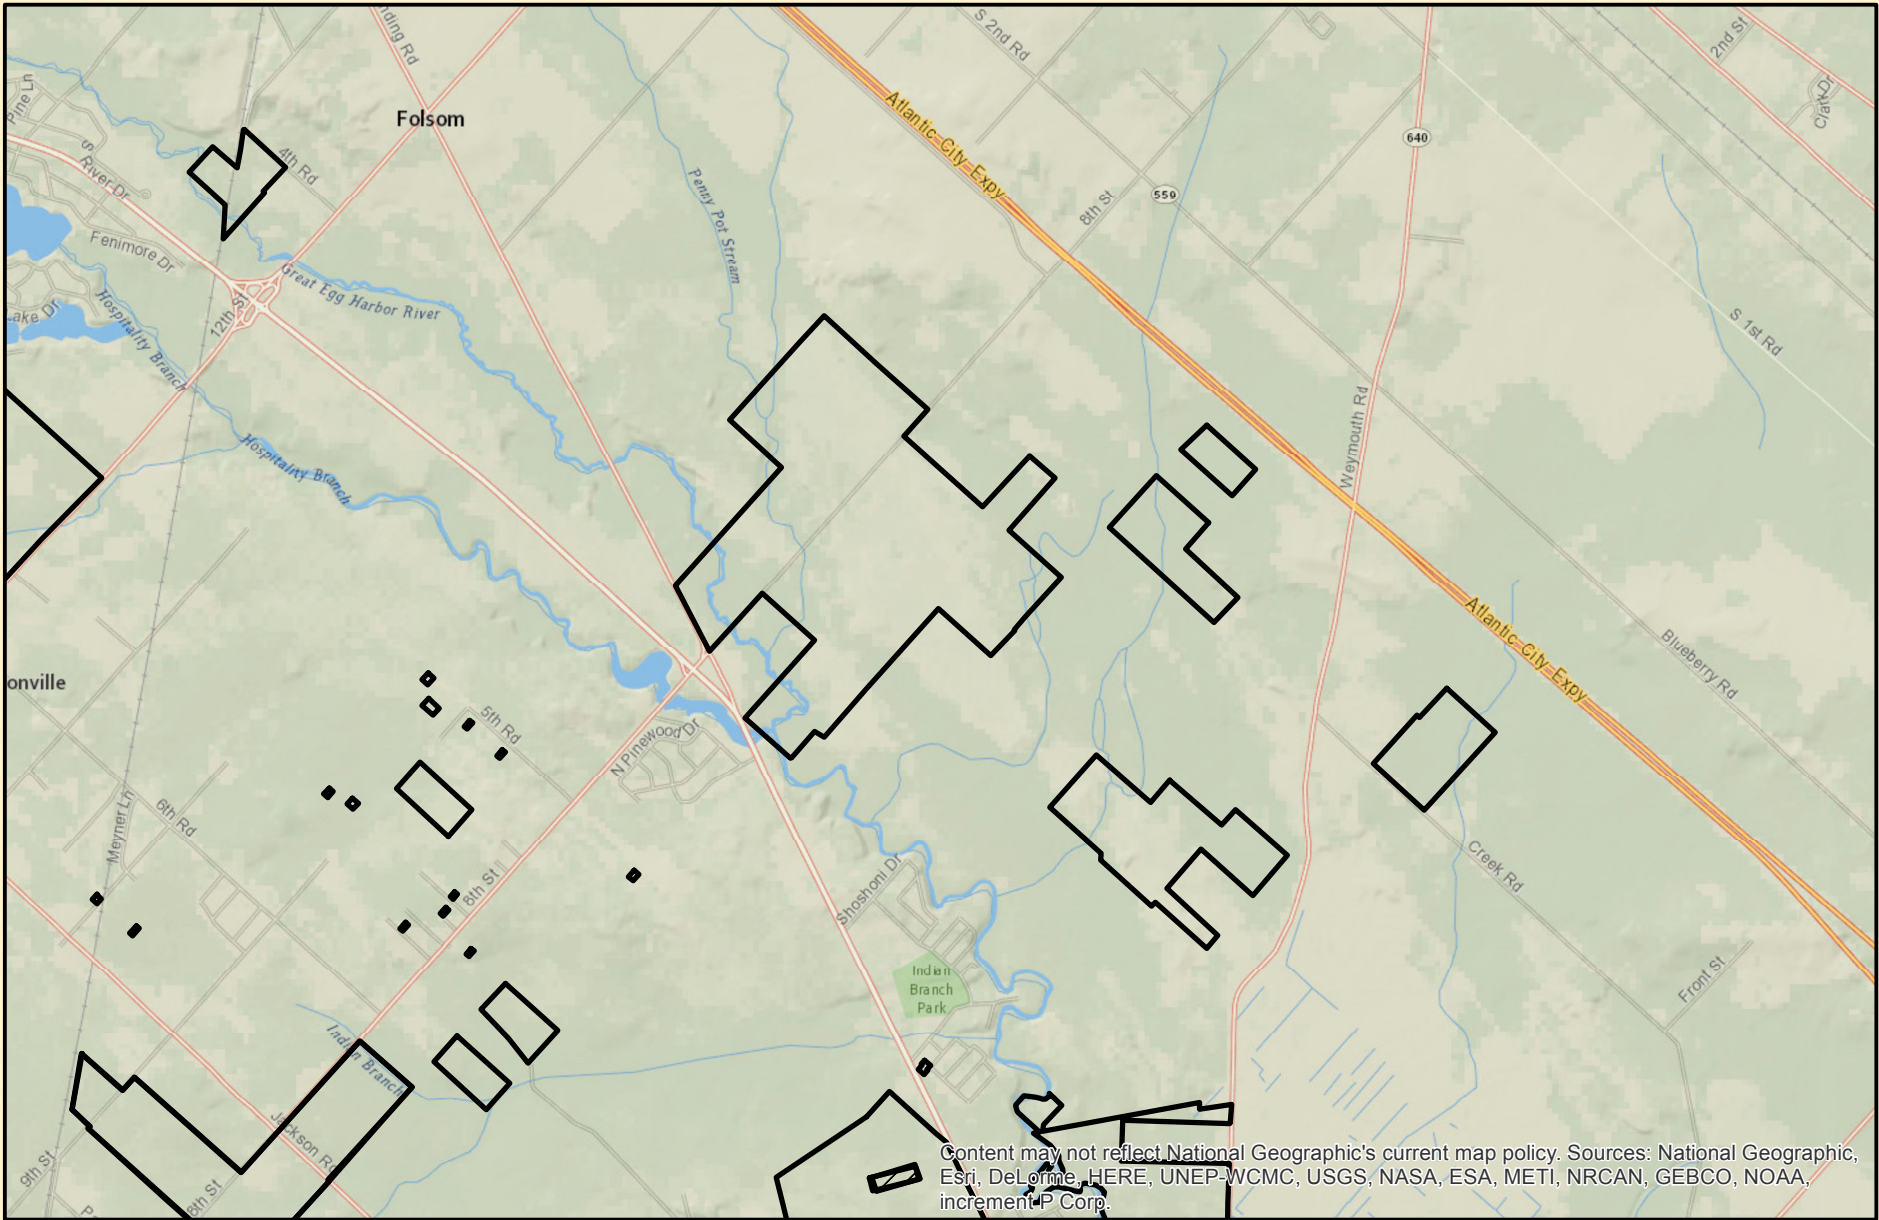 nding Rd
S 2nd Rd
2nd St
Pine Ln
Clark Dr
Folsom
Atlantic City Expy
640
S River Dr
4th Rd
Penny Pot Stream
559
8th St
Fenimore Dr
Great Egg Harbor River
Lake Dr
Hospitality Branch
12th St
S 1st Rd
Weymouth Rd
Hospitality Branch
Atlantic City Expy
Blueberry Rd
onville
5th Rd
N Pinewood Dr
Meyner Ln
6th Rd
8th St
Shoshoni Dr
Creek Rd
Indian
Branch
Park
Front St
Indian Branch
Jackson Rd
9th St
8th St
Content may not reflect National Geographic's current map policy. Sources: National Geographic,
Esri, DeLorme, HERE, UNEP-WCMC, USGS, NASA, ESA, METI, NRCAN, GEBCO, NOAA,
increment P Corp.